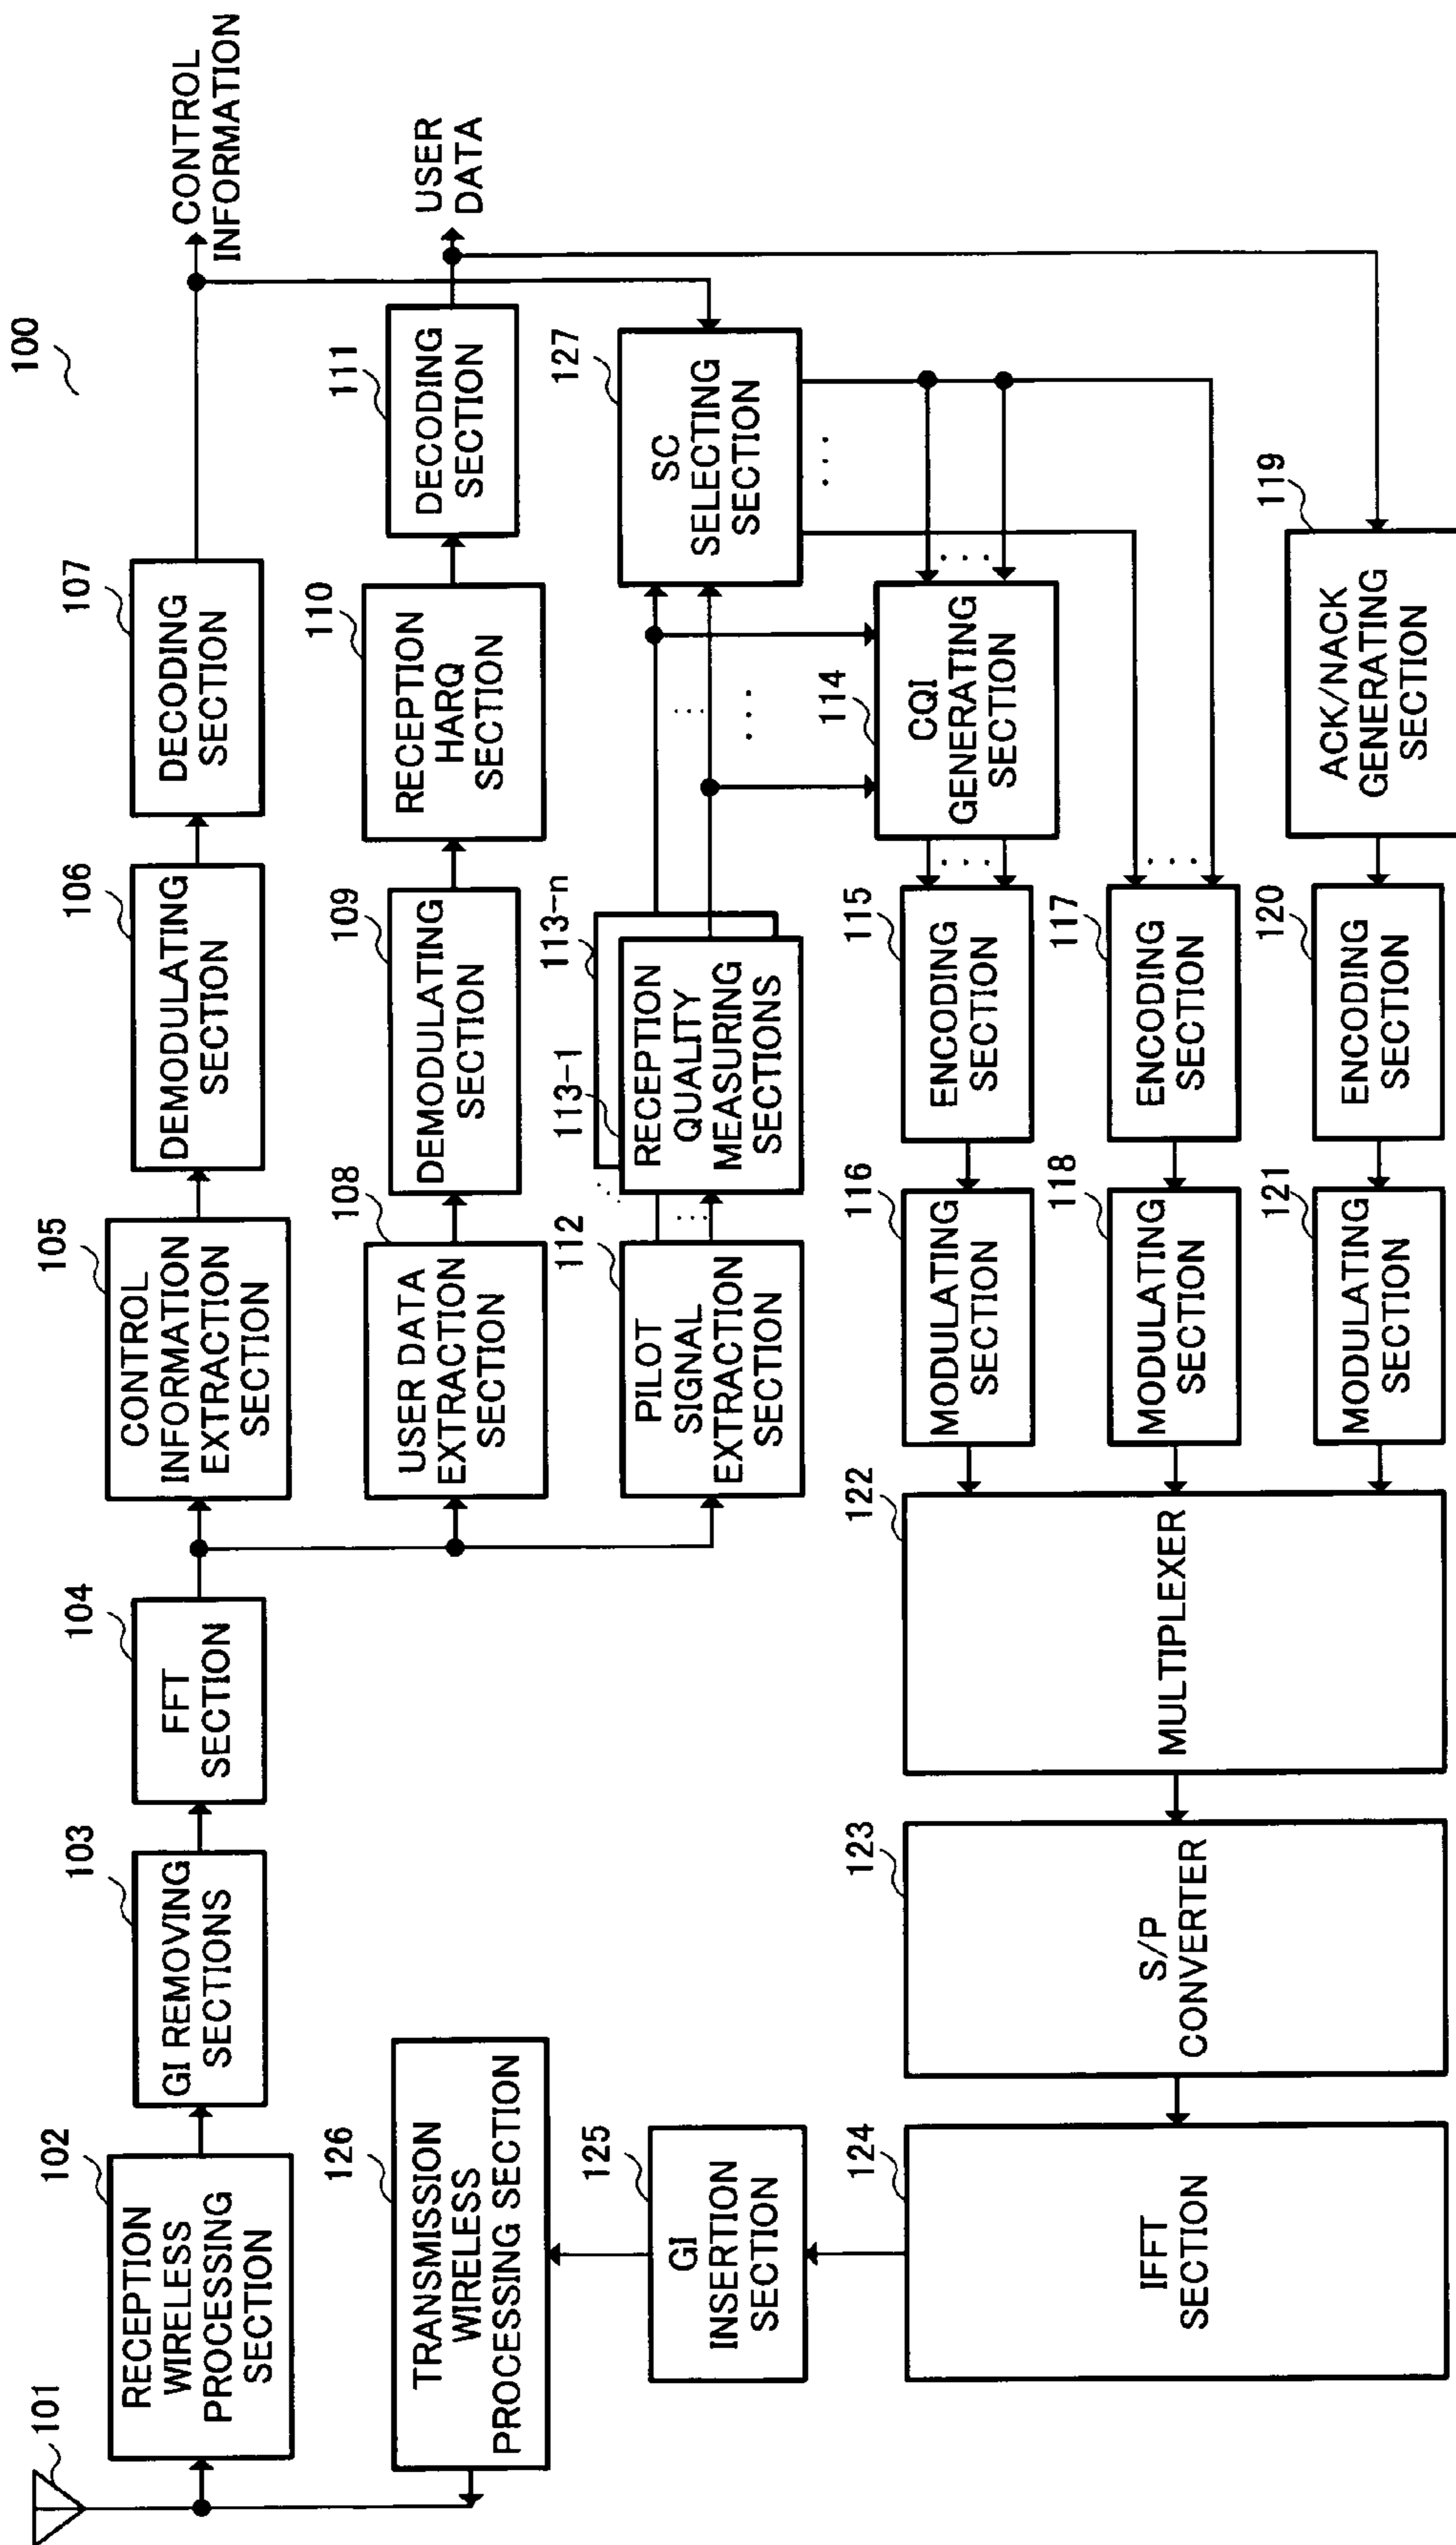 100
101
102
RECEPTION
WIRELESS
PROCESSING
SECTION
103
GI REMOVING
SECTIONS
104
FFT
SECTION
105
CONTROL
INFORMATION
EXTRACTION
SECTION
106
DEMODULATING
SECTION
107
DECODING
SECTION
CONTROL
INFORMATION
108
USER DATA
EXTRACTION
SECTION
109
DEMODULATING
SECTION
110
RECEPTION
HARQ
SECTION
111
DECODING
SECTION
USER
DATA
112
PILOT
SIGNAL
EXTRACTION
SECTION
113-1
113-n
RECEPTION
QUALITY
MEASURING
SECTIONS
127
SC
SELECTING
SECTION
114
CQI
GENERATING
SECTION
126
TRANSMISSION
WIRELESS
PROCESSING SECTION
125
GI
INSERTION
SECTION
124
IFFT
SECTION
123
S/P
CONVERTER
122
MULTIPLEXER
116
MODULATING
SECTION
115
ENCODING
SECTION
118
MODULATING
SECTION
117
ENCODING
SECTION
121
MODULATING
SECTION
120
ENCODING
SECTION
119
ACK/NACK
GENERATING
SECTION